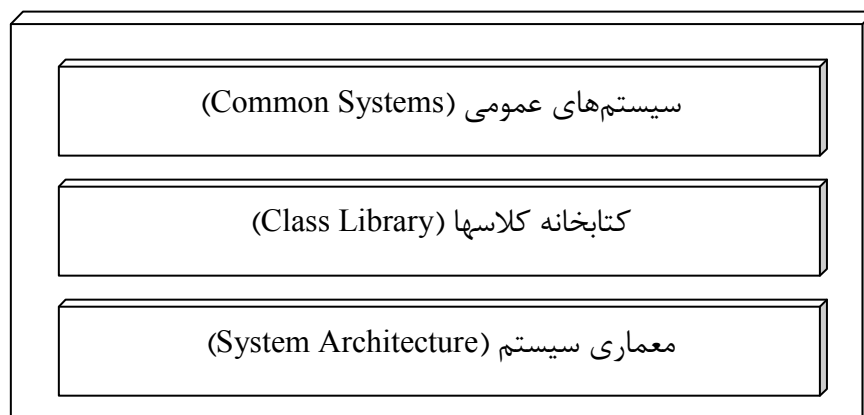 سیستم‌های عمومی (Common Systems)
کتابخانه کلاسها (Class Library)
معماری سیستم (System Architecture)